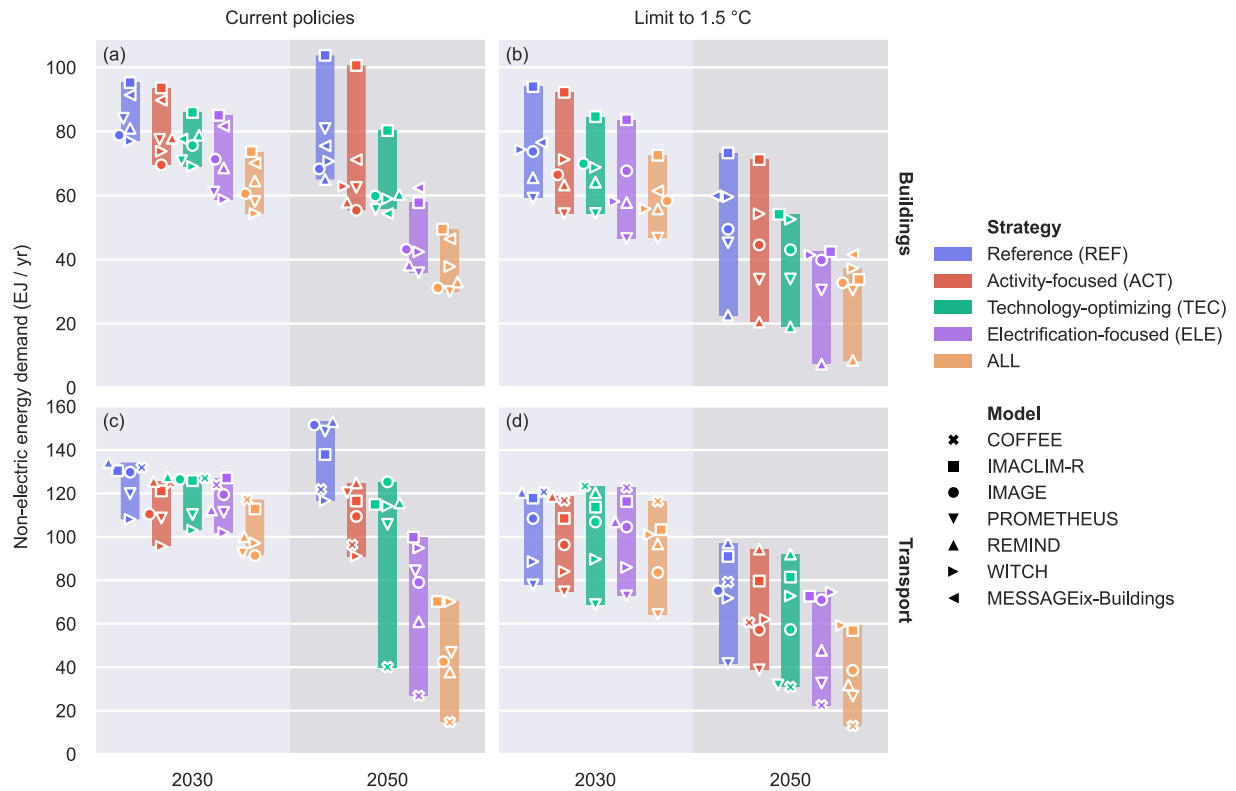 Current policies
Limit to 1.5 °C
Non-electric energy demand (EJ / yr)
(a)
(b)
100
80
60
40
20
0
Buildings
(c)
(d)
160
140
120
100
80
60
40
20
0
Transport
2030
2050
2030
2050
Strategy
Reference (REF)
Activity-focused (ACT)
Technology-optimizing (TEC)
Electrification-focused (ELE)
ALL
Model
COFFEE
IMACLIM-R
IMAGE
PROMETHEUS
REMIND
WITCH
MESSAGEix-Buildings